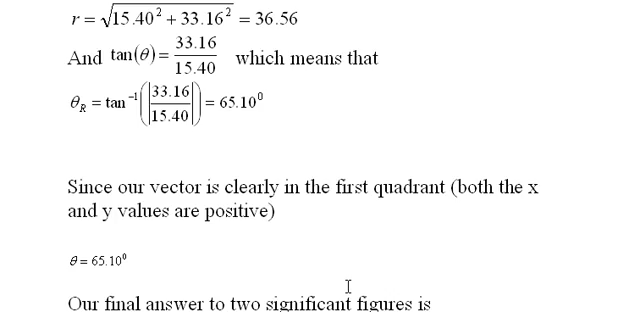 r = √15.40² + 33.16² = 36.56
And tan(θ) = 33.16/15.40 which means that
θ_R = tan⁻¹(|33.16|/|15.40|) = 65.10⁰
Since our vector is clearly in the first quadrant (both the x
and y values are positive)
θ = 65.10⁰
Our final answer to two significant figures is